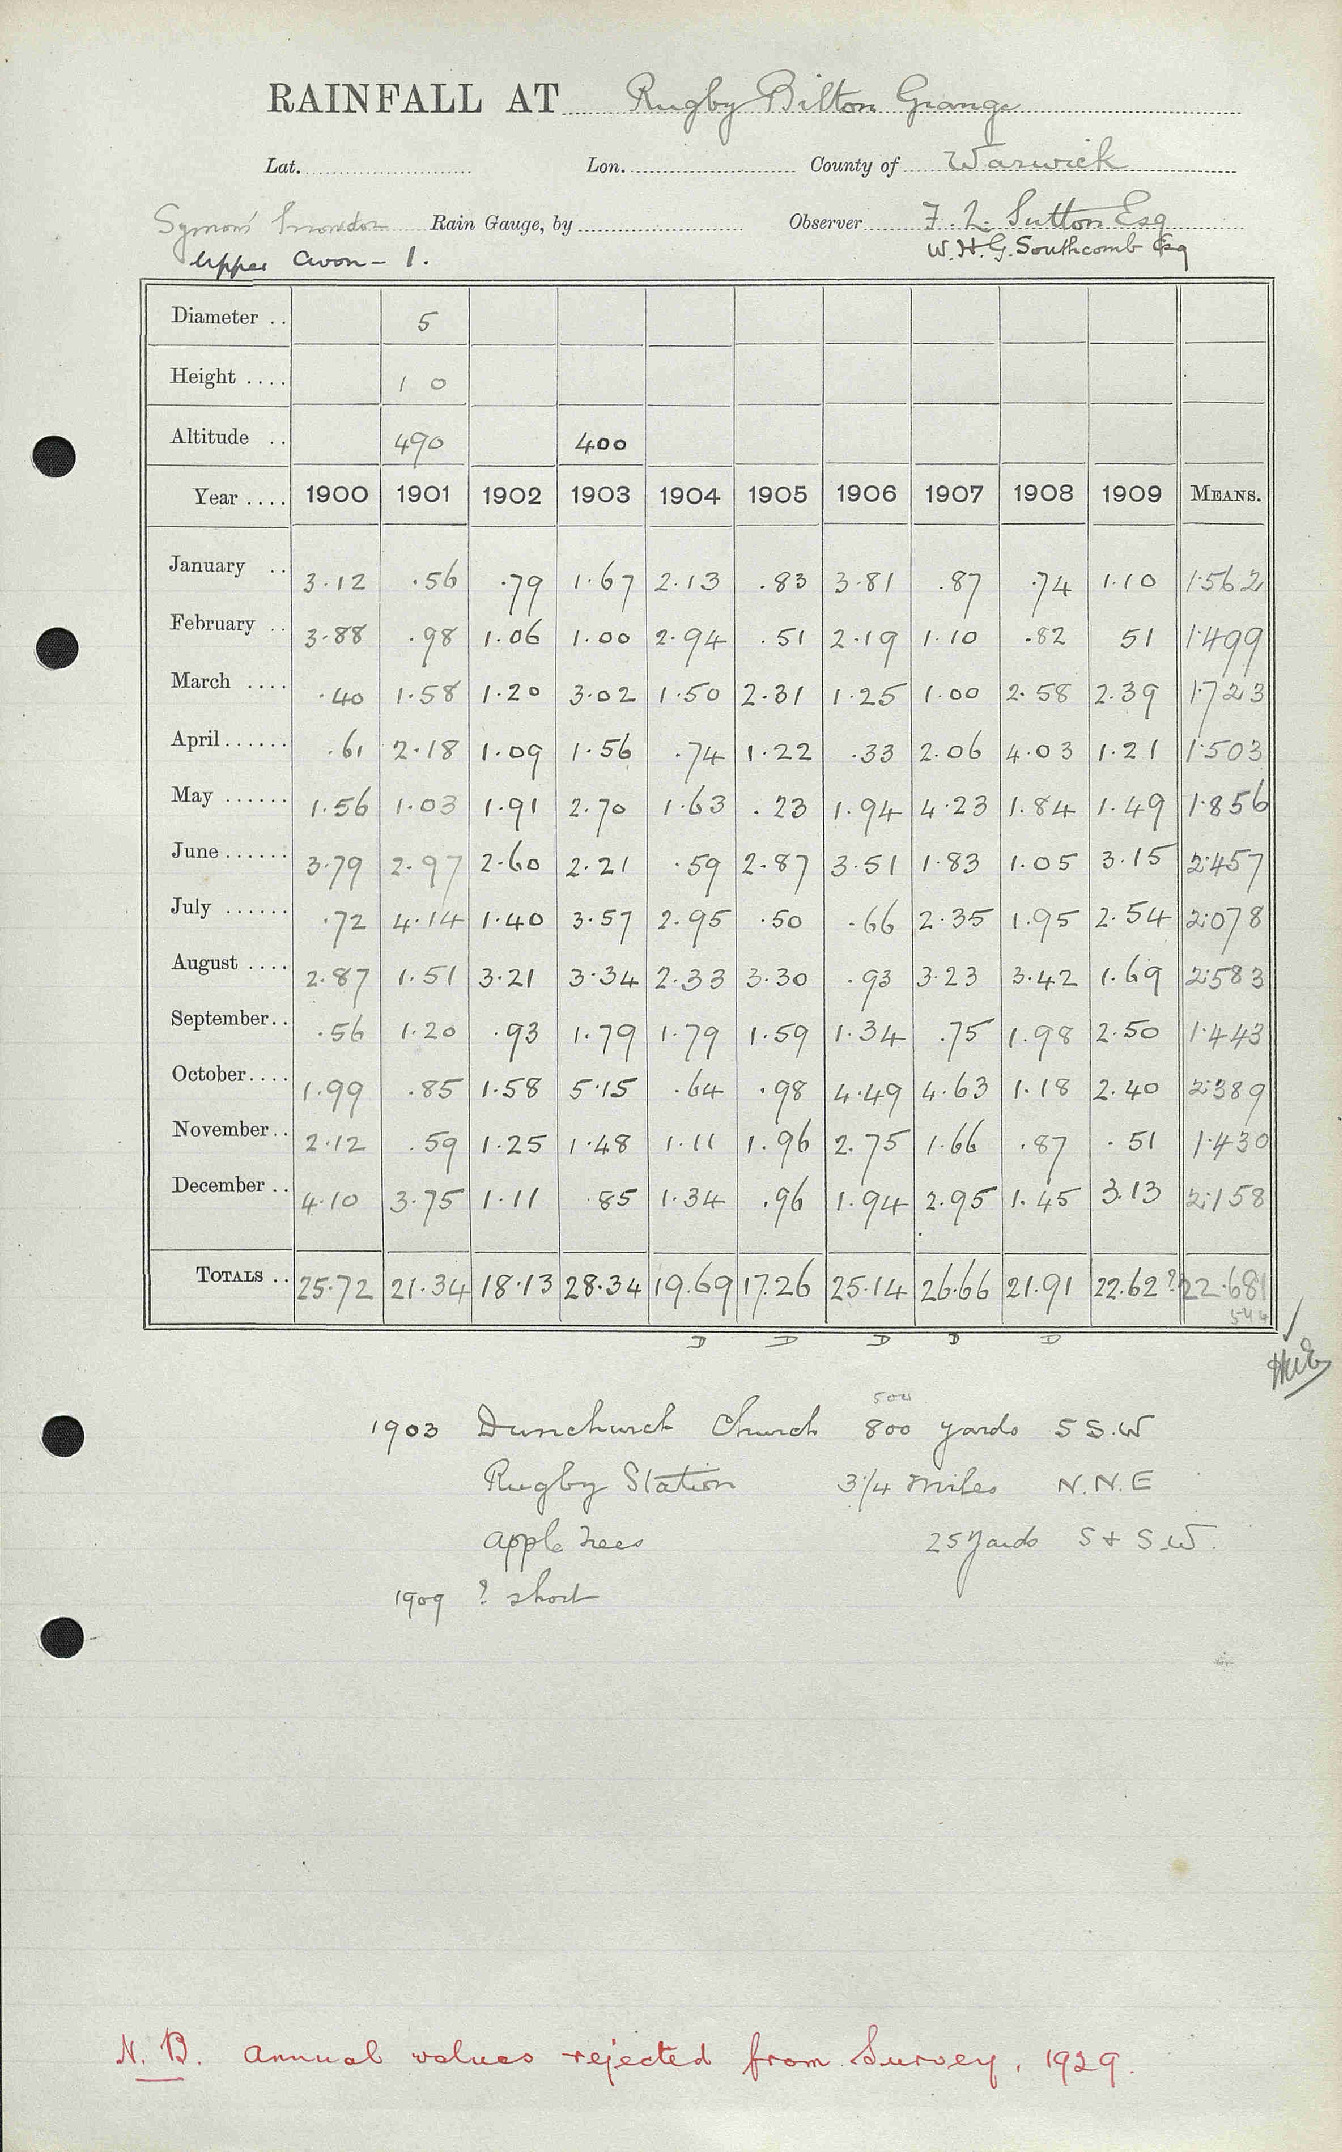 RAINFALL AT Rugby Bilton Grange
Lat. Lon. County of Warwick
Symons' Snowdon Rain Gauge, by Observer F. L. Sutton Esq
Upper Avon - 1. W. H. G. Southcomb Esq
Diameter .. 5
Height .... 1 0
Altitude .. 490 400
Year .... 1900 1901 1902 1903 1904 1905 1906 1907 1908 1909 MEANS.
January .. 3.12 .56 .79 1.67 2.13 .83 3.81 .87 .74 1.10 1.562
February .. 3.88 .98 1.06 1.00 2.94 .51 2.19 1.10 .82 51 1.499
March .... .40 1.58 1.20 3.02 1.50 2.31 1.25 1.00 2.58 2.39 1.723
April...... .61 2.18 1.09 1.56 .74 1.22 .33 2.06 4.03 1.21 1.503
May ...... 1.56 1.03 1.91 2.70 1.63 .23 1.94 4.23 1.84 1.49 1.856
June...... 3.79 2.97 2.60 2.21 .59 2.87 3.51 1.83 1.05 3.15 2.457
July ...... .72 4.14 1.40 3.57 2.95 .50 .66 2.35 1.95 2.54 2.078
August .... 2.87 1.51 3.21 3.34 2.33 3.30 .93 3.23 3.42 1.69 2.583
September.. .56 1.20 .93 1.79 1.79 1.59 1.34 .75 1.98 2.50 1.443
October.... 1.99 .85 1.58 5.15 .64 .98 4.49 4.63 1.18 2.40 2.389
November.. 2.12 .59 1.25 1.48 1.11 1.96 2.75 1.66 .87 .51 1.430
December .. 4.10 3.75 1.11 .85 1.34 .96 1.94 2.95 1.45 3.13 2.158
TOTALS .. 25.72 21.34 18.13 28.34 19.69 17.26 25.14 26.66 21.91 22.62? 22.681
D D D D D
500
1903 Dunchurch Church 800 yards S S.W
Rugby Station 3 1/4 miles N.N.E
apple trees 25 yards S + S.W.
1909 ? short
N.B. Annual values rejected from Survey, 1929.